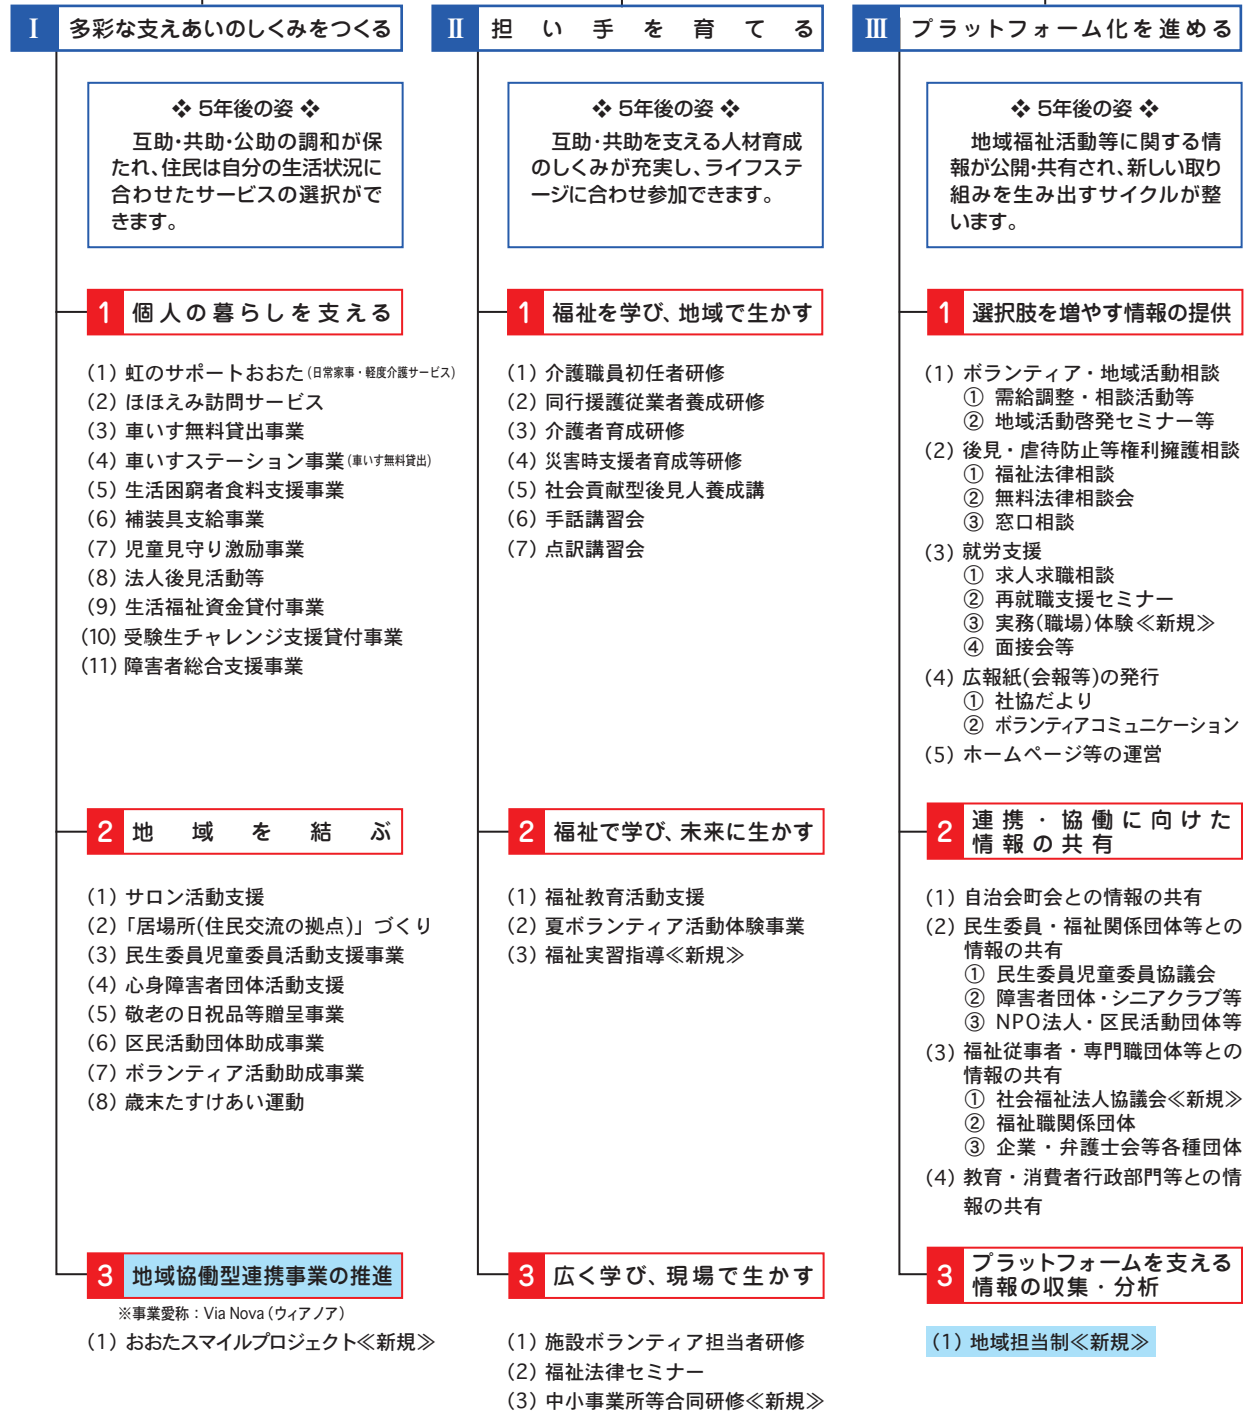 Ⅰ 多彩な支えあいのしくみをつくる
❖ 5年後の姿 ❖
互助・共助・公助の調和が保
たれ、住民は自分の生活状況に
合わせたサービスの選択がで
きます。
1 個人の暮らしを支える
(1) 虹のサポートおおた(日常家事・軽度介護サービス)
(2) ほほえみ訪問サービス
(3) 車いす無料貸出事業
(4) 車いすステーション事業(車いす無料貸出)
(5) 生活困窮者食料支援事業
(6) 補装具支給事業
(7) 児童見守り激励事業
(8) 法人後見活動等
(9) 生活福祉資金貸付事業
(10) 受験生チャレンジ支援貸付事業
(11) 障害者総合支援事業
2 地域を結ぶ
(1) サロン活動支援
(2)「居場所(住民交流の拠点)」づくり
(3) 民生委員児童委員活動支援事業
(4) 心身障害者団体活動支援
(5) 敬老の日祝品等贈呈事業
(6) 区民活動団体助成事業
(7) ボランティア活動助成事業
(8) 歳末たすけあい運動
3 地域協働型連携事業の推進
※事業愛称：Via Nova(ウィアノア)
(1) おおたスマイルプロジェクト≪新規≫
Ⅱ 担い手を育てる
❖ 5年後の姿 ❖
互助・共助を支える人材育成
のしくみが充実し、ライフステ
ージに合わせ参加できます。
1 福祉を学び、地域で生かす
(1) 介護職員初任者研修
(2) 同行援護従業者養成研修
(3) 介護者育成研修
(4) 災害時支援者育成等研修
(5) 社会貢献型後見人養成講
(6) 手話講習会
(7) 点訳講習会
2 福祉で学び、未来に生かす
(1) 福祉教育活動支援
(2) 夏ボランティア活動体験事業
(3) 福祉実習指導≪新規≫
3 広く学び、現場で生かす
(1) 施設ボランティア担当者研修
(2) 福祉法律セミナー
(3) 中小事業所等合同研修≪新規≫
Ⅲ プラットフォーム化を進める
❖ 5年後の姿 ❖
地域福祉活動等に関する情
報が公開・共有され、新しい取り
組みを生み出すサイクルが整
います。
1 選択肢を増やす情報の提供
(1) ボランティア・地域活動相談
① 需給調整・相談活動等
② 地域活動啓発セミナー等
(2) 後見・虐待防止等権利擁護相談
① 福祉法律相談
② 無料法律相談会
③ 窓口相談
(3) 就労支援
① 求人求職相談
② 再就職支援セミナー
③ 実務(職場)体験≪新規≫
④ 面接会等
(4) 広報紙(会報等)の発行
① 社協だより
② ボランティアコミュニケーション
(5) ホームページ等の運営
2 連携・協働に向けた
情報の共有
(1) 自治会町会との情報の共有
(2) 民生委員・福祉関係団体等との
情報の共有
① 民生委員児童委員協議会
② 障害者団体・シニアクラブ等
③ NPO法人・区民活動団体等
(3) 福祉従事者・専門職団体等との
情報の共有
① 社会福祉法人協議会≪新規≫
② 福祉職関係団体
③ 企業・弁護士会等各種団体
(4) 教育・消費者行政部門等との情
報の共有
3 プラットフォームを支える
情報の収集・分析
(1) 地域担当制≪新規≫